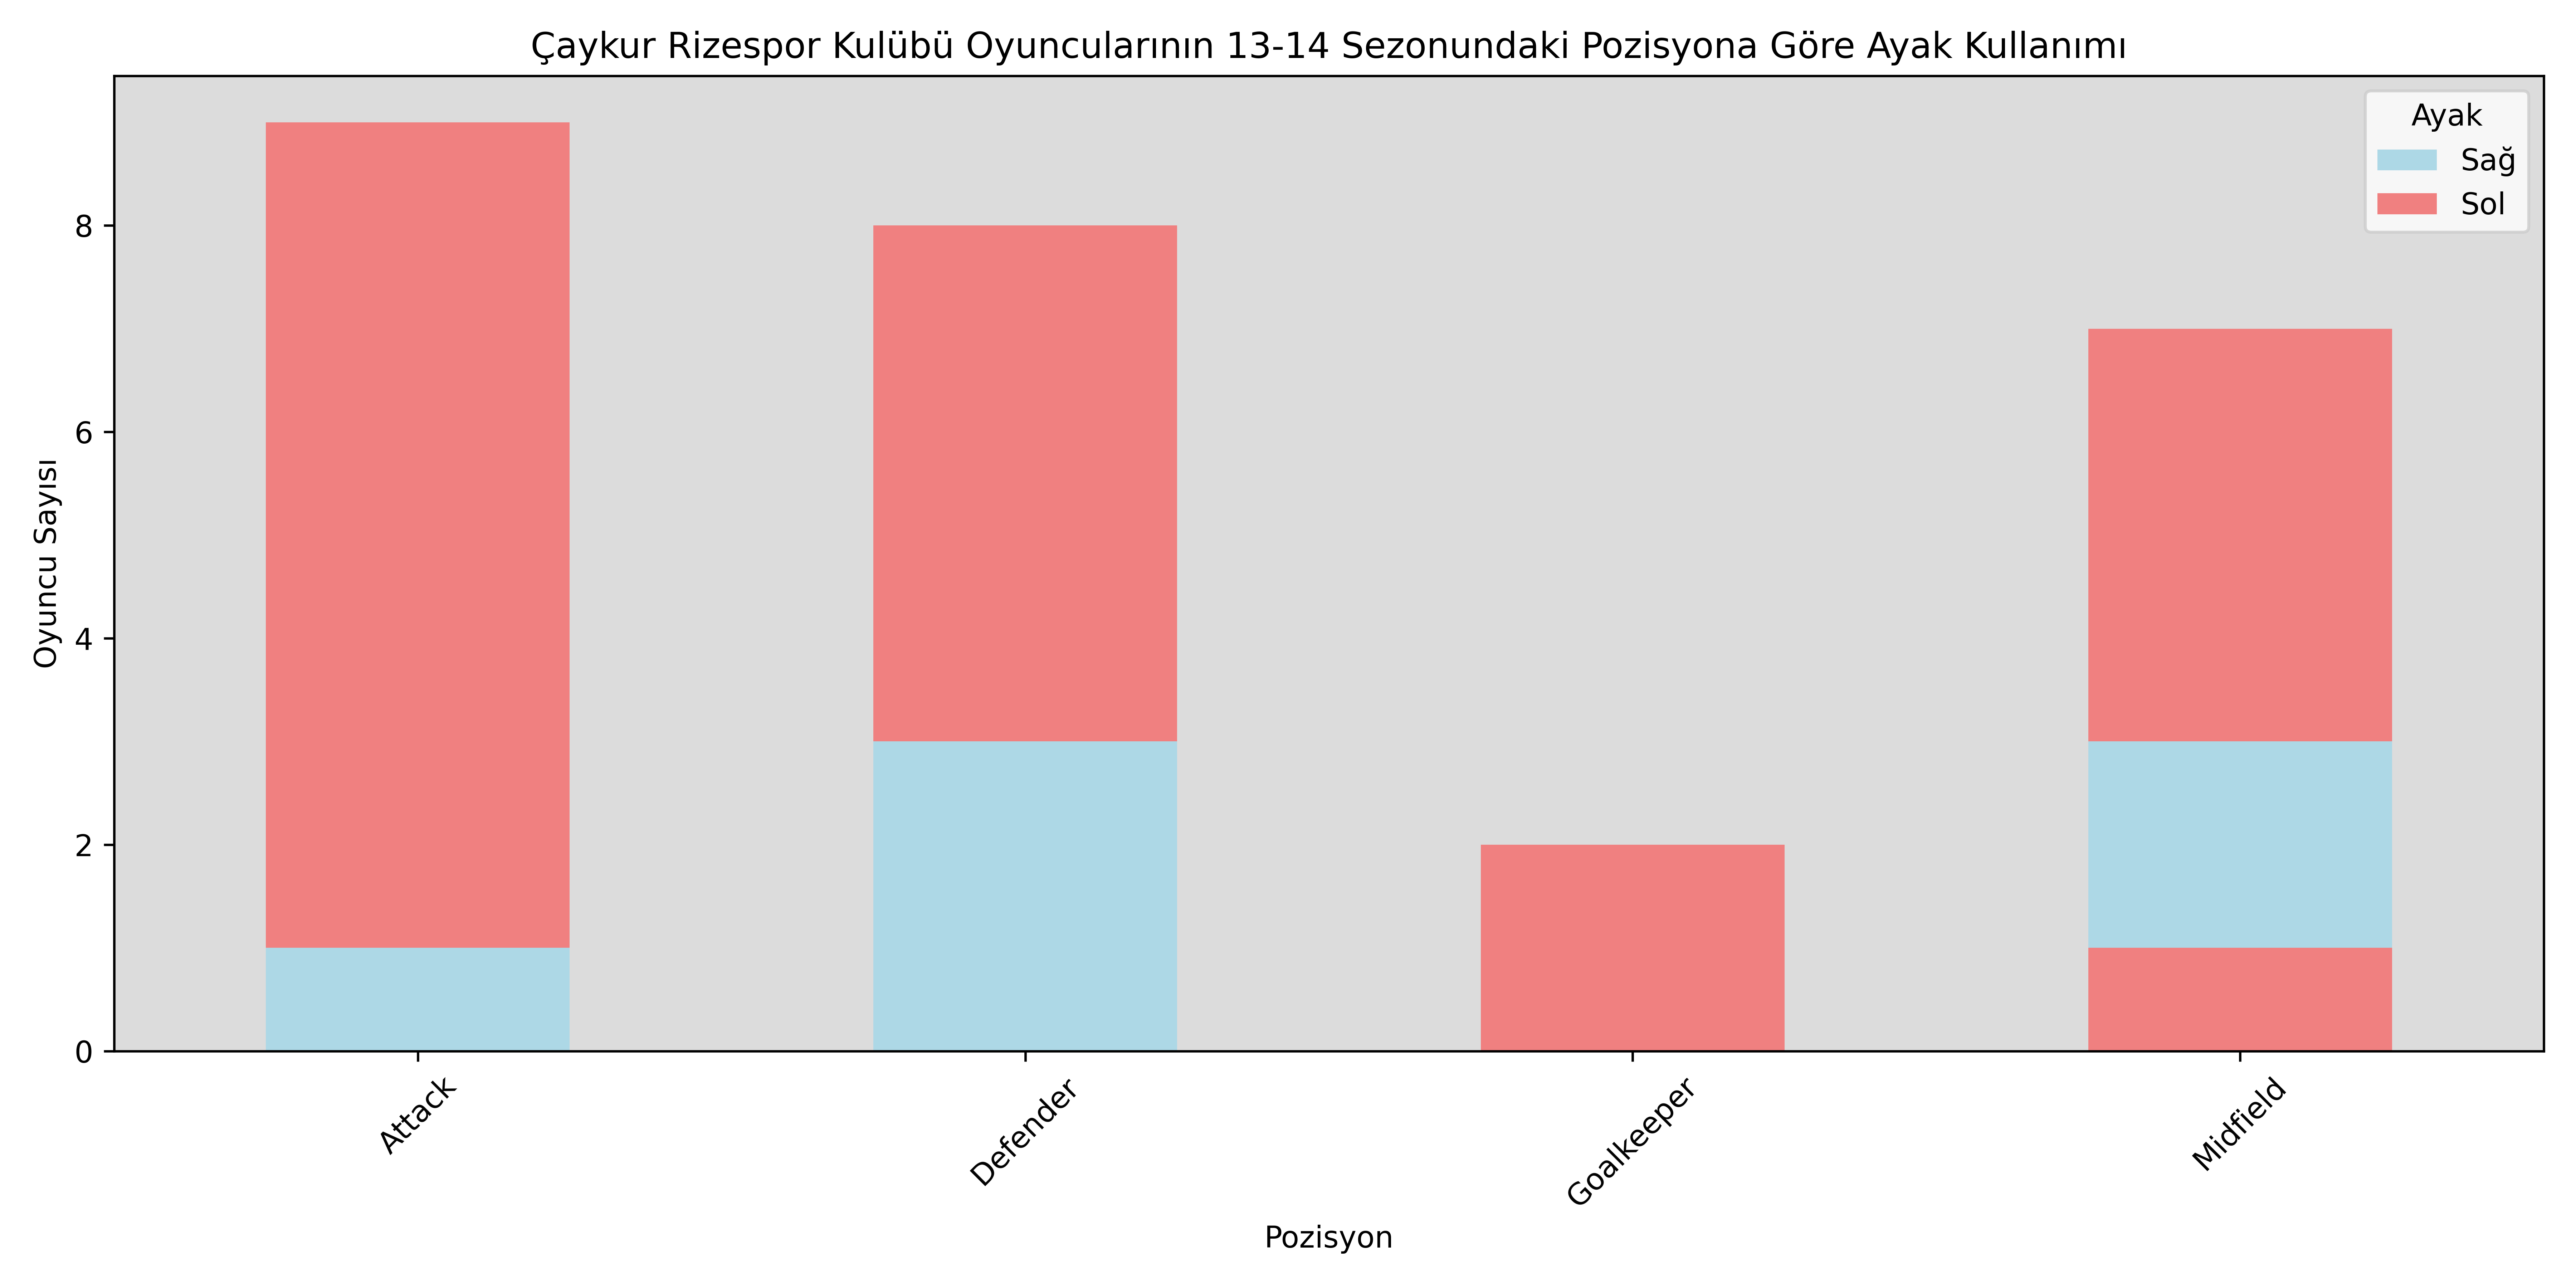 Çaykur Rizespor Kulübü Oyuncularının 13-14 Sezonundaki Pozisyona Göre Ayak Kullanımı
Ayak
Sağ
Sol
8
6
4
2
0
Oyuncu Sayısı
Attack
Defender
Goalkeeper
Midfield
Pozisyon